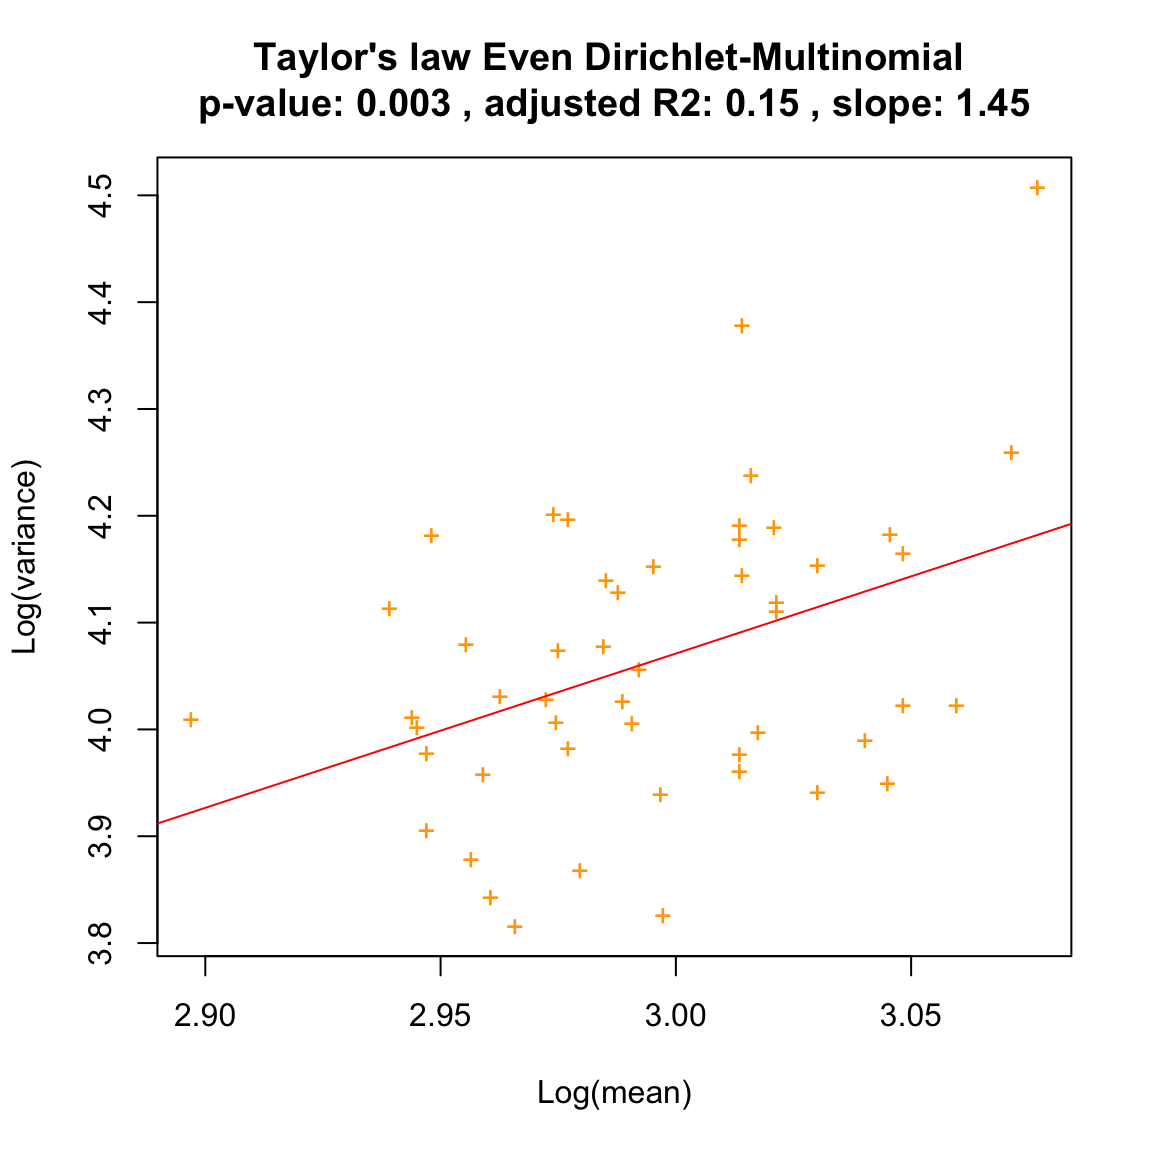 Taylor's law Even Dirichlet-Multinomial
p-value: 0.003 , adjusted R2: 0.15 , slope: 1.45
4.5
4.4
4.3
4.2
4.1
4.0
3.9
3.8
Log(variance)
2.90 2.95 3.00 3.05
Log(mean)